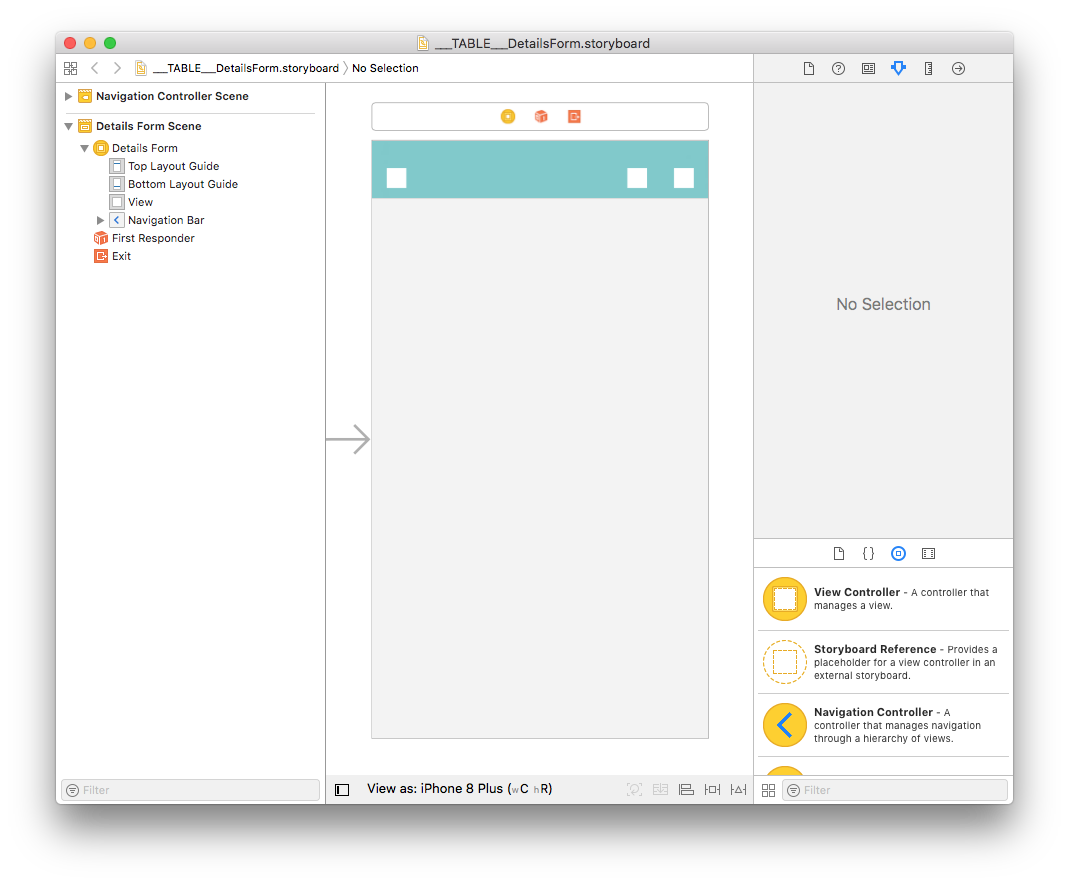 ___TABLE___DetailsForm.storyboard
___TABLE___DetailsForm.storyboard
No Selection
Navigation Controller Scene
Details Form Scene
Details Form
Top Layout Guide
Bottom Layout Guide
View
Navigation Bar
First Responder
Exit
Filter
View as: iPhone 8 Plus (wC hR)
No Selection
{}
View Controller - A controller that
manages a view.
Storyboard Reference - Provides a
placeholder for a view controller in an
external storyboard.
Navigation Controller - A
controller that manages navigation
through a hierarchy of views.
Filter